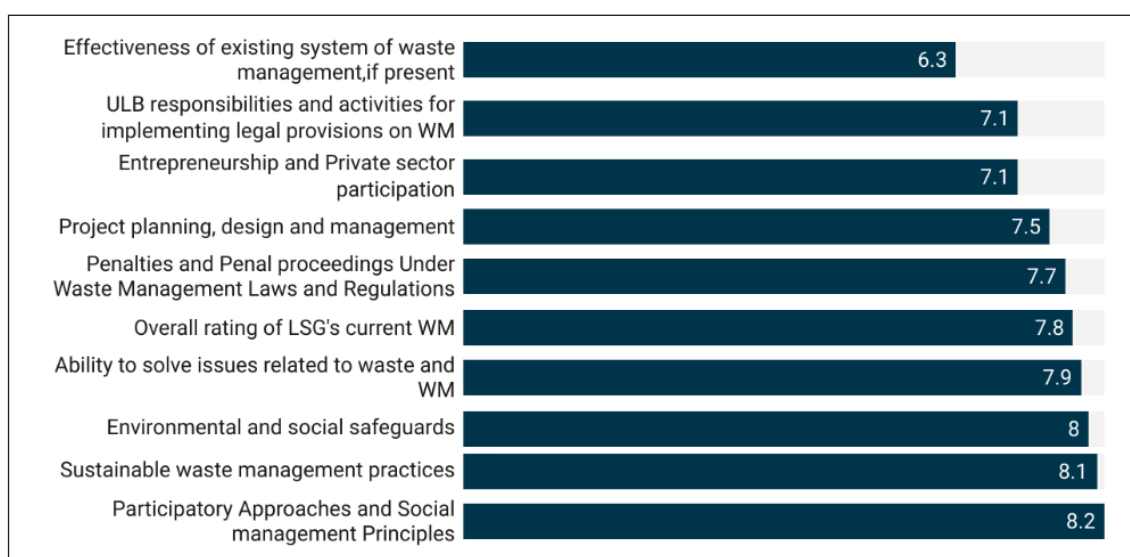 Effectiveness of existing system of waste
management,if present
6.3
ULB responsibilities and activities for
implementing legal provisions on WM
7.1
Entrepreneurship and Private sector
participation
7.1
Project planning, design and management
7.5
Penalties and Penal proceedings Under
Waste Management Laws and Regulations
7.7
Overall rating of LSG's current WM
7.8
Ability to solve issues related to waste and
WM
7.9
Environmental and social safeguards
8
Sustainable waste management practices
8.1
Participatory Approaches and Social
management Principles
8.2